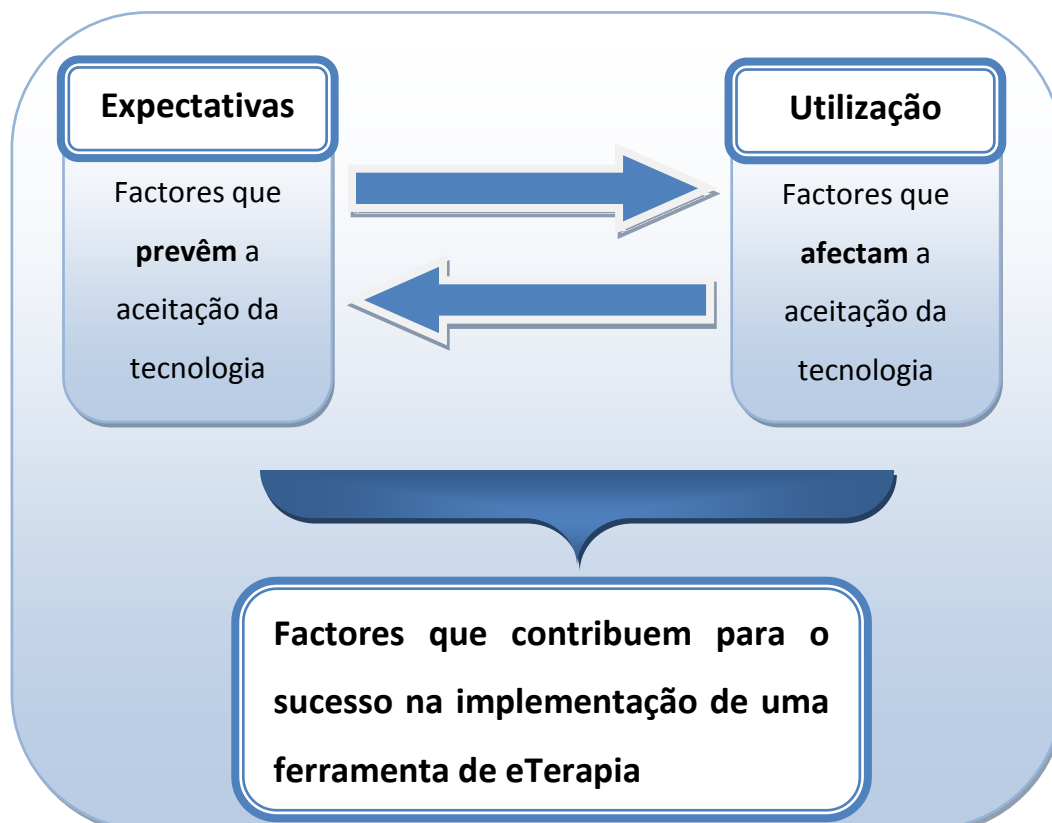 Expectativas
Factores que
prevêm a
aceitação da
tecnologia
Utilização
Factores que
afectam a
aceitação da
tecnologia
Factores que contribuem para o
sucesso na implementação de uma
ferramenta de eTerapia